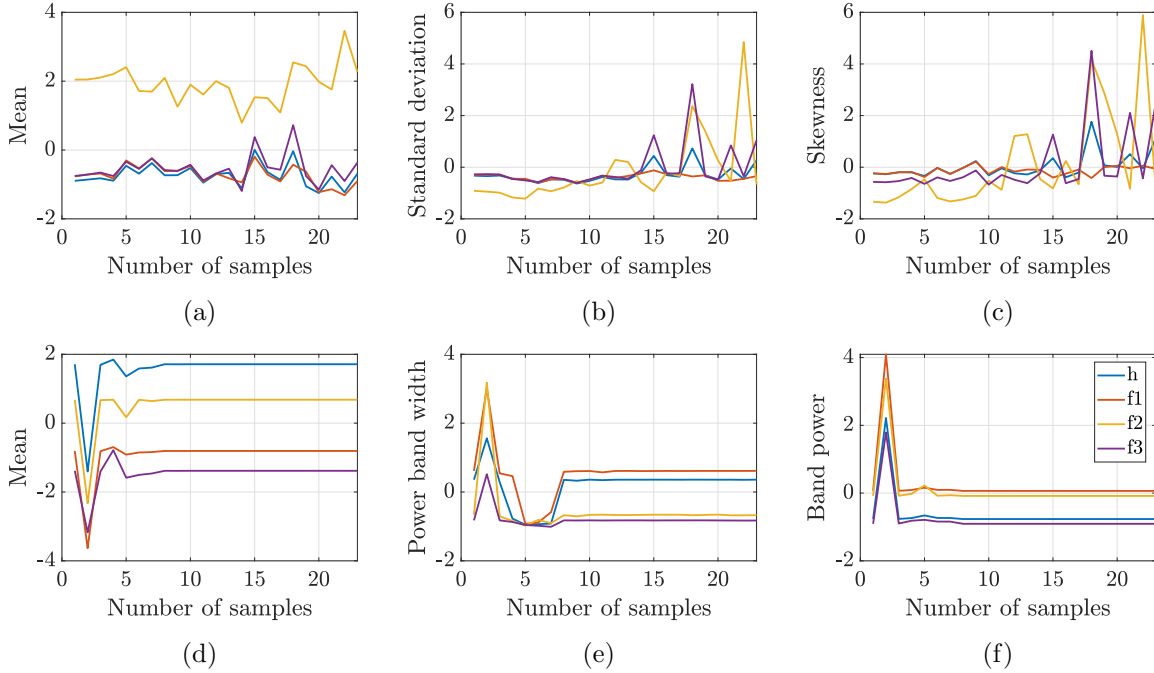 Mean
4
2
0
-2
0 5 10 15 20
Number of samples
(a)
Standard deviation
6
4
2
0
-2
0 5 10 15 20
Number of samples
(b)
Skewness
6
4
2
0
-2
0 5 10 15 20
Number of samples
(c)
Mean
2
0
-2
-4
0 5 10 15 20
Number of samples
(d)
Power band width
4
2
0
-2
0 5 10 15 20
Number of samples
(e)
Band power
4
2
0
-2
0 5 10 15 20
Number of samples
(f)
h
f1
f2
f3